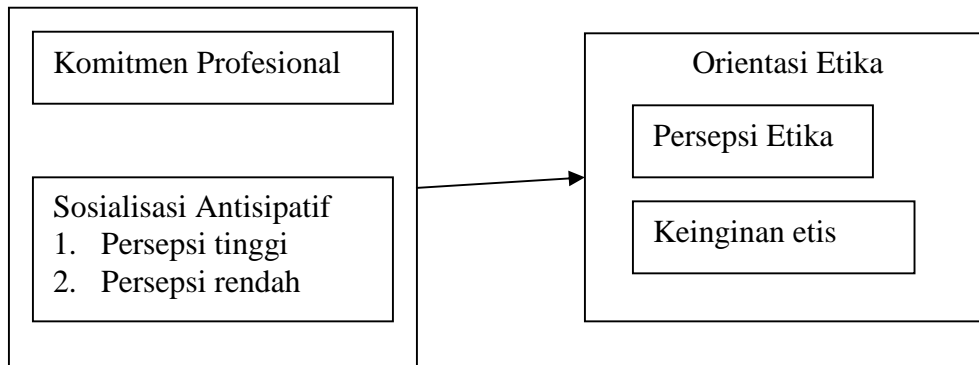 Komitmen Profesional
Sosialisasi Antisipatif
1. Persepsi tinggi
2. Persepsi rendah
Orientasi Etika
Persepsi Etika
Keinginan etis